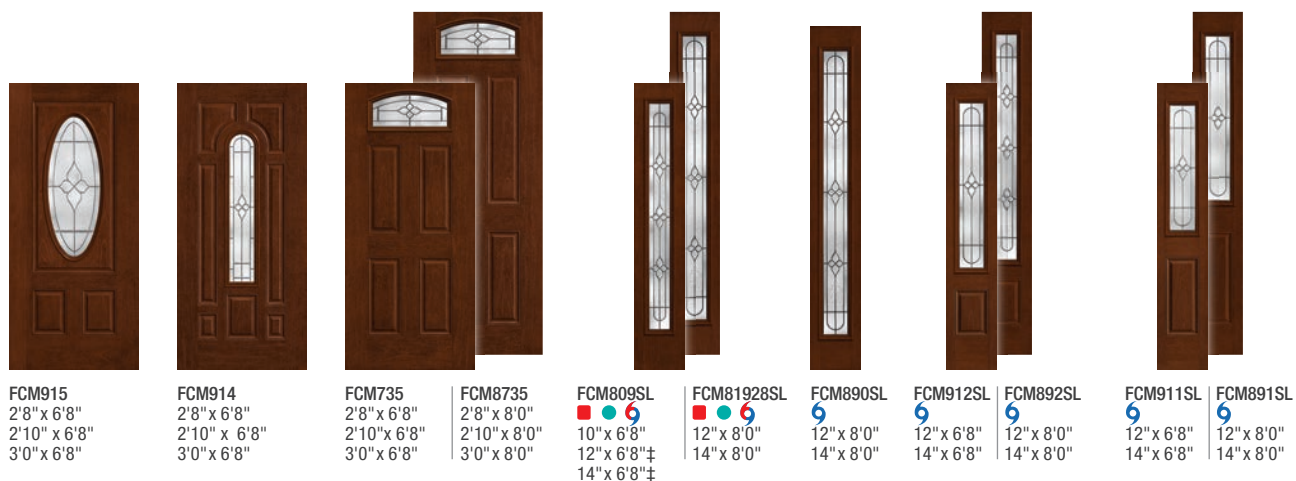 FCM915
2'8" x 6'8"
2'10" x 6'8"
3'0" x 6'8"
FCM914
2'8" x 6'8"
2'10" x 6'8"
3'0" x 6'8"
FCM735
2'8" x 6'8"
2'10"x 6'8"
3'0" x 6'8"
FCM8735
2'8" x 8'0"
2'10" x 8'0"
3'0" x 8'0"
FCM809SL
10" x 6'8"
12" x 6'8"‡
14" x 6'8"‡
FCM81928SL
12" x 8'0"
14" x 8'0"
FCM890SL
12" x 8'0"
14" x 8'0"
FCM912SL
12" x 6'8"
14" x 6'8"
FCM892SL
12" x 8'0"
14" x 8'0"
FCM911SL
12" x 6'8"
14" x 6'8"
FCM891SL
12" x 8'0"
14" x 8'0"